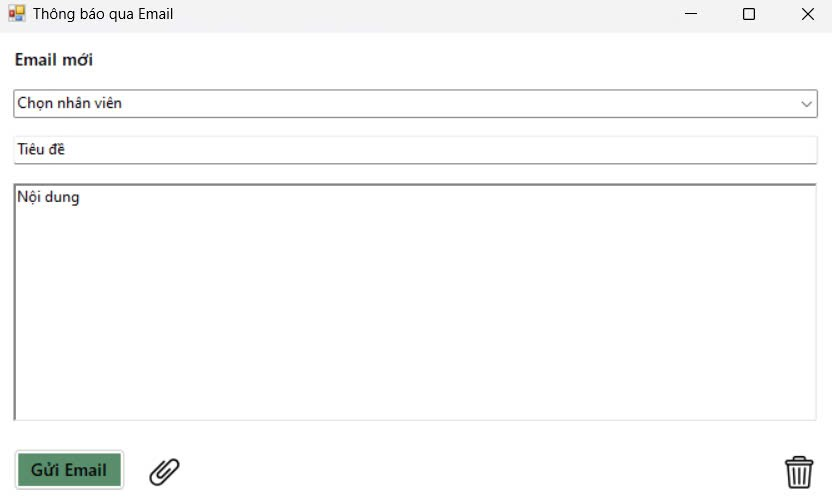 Thông báo qua Email
Email mới
Chọn nhân viên
Tiêu đề
Nội dung
Gửi Email